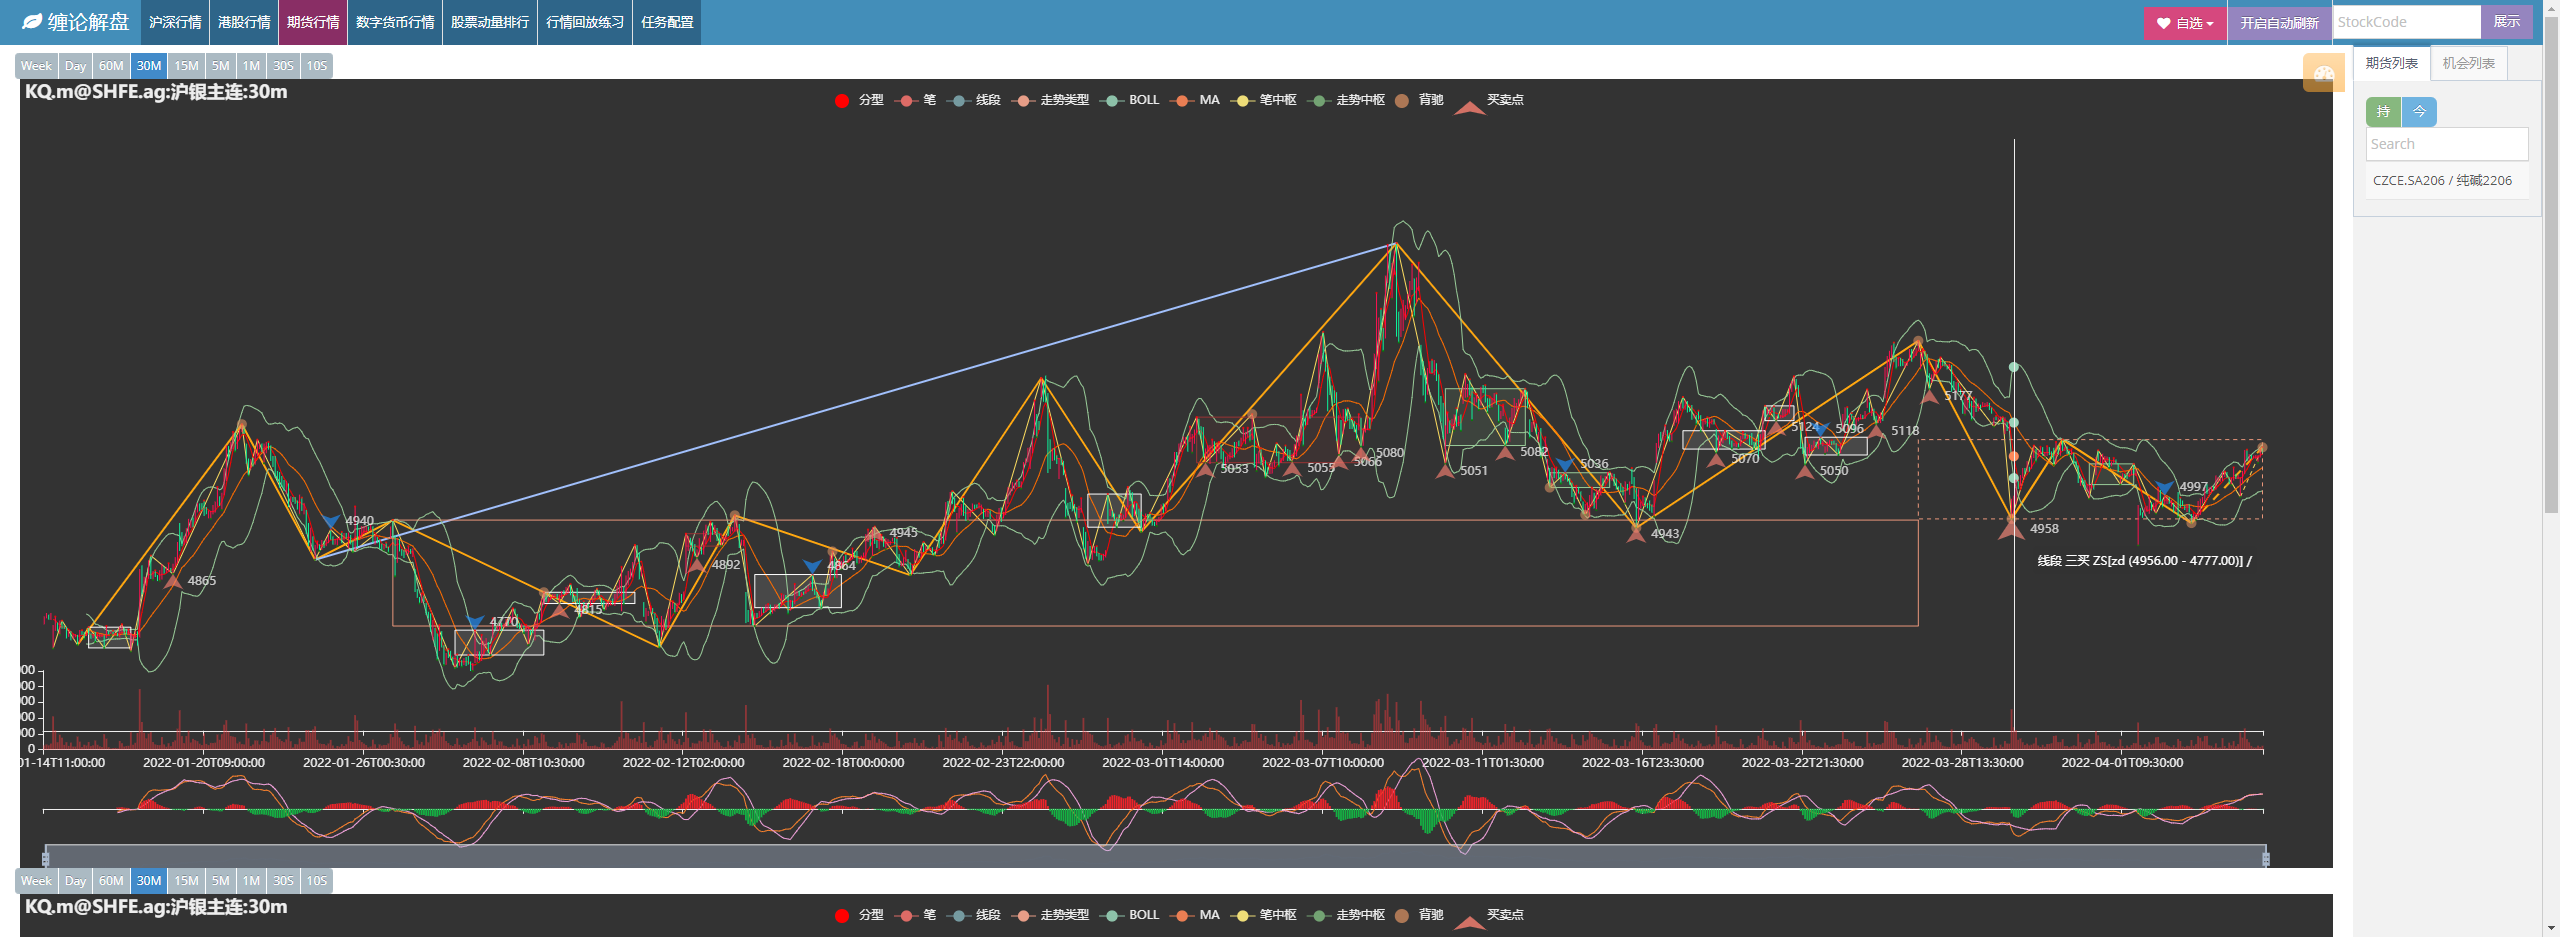 缠论解盘 沪深行情 港股行情 期货行情 数字货币行情 股票动量排行 行情回放练习 任务配置 自选 开启自动刷新 StockCode 展示
Week Day 60M 30M 15M 5M 1M 30S 10S
期货列表 机会列表
KQ.m@SHFE.ag:沪银主连:30m
分型 笔 线段 走势类型 BOLL MA 笔中枢 走势中枢 背驰 买卖点
持 今
Search
CZCE.SA206 / 纯碱2206
5177
5124 5096 5118
5053 5055 5066 5080 5051 5082 5036 5070 5050
4997
4940
4945
4943
4958
线段 三买 ZS[zd (4956.00 - 4777.00)] /
4865
4892
4864
4815
4770
00
00
00
00
00
0
01-14T11:00:00 2022-01-20T09:00:00 2022-01-26T00:30:00 2022-02-08T10:30:00 2022-02-12T02:00:00 2022-02-18T00:00:00 2022-02-23T22:00:00 2022-03-01T14:00:00 2022-03-07T10:00:00 2022-03-11T01:30:00 2022-03-16T23:30:00 2022-03-22T21:30:00 2022-03-28T13:30:00 2022-04-01T09:30:00
Week Day 60M 30M 15M 5M 1M 30S 10S
KQ.m@SHFE.ag:沪银主连:30m
分型 笔 线段 走势类型 BOLL MA 笔中枢 走势中枢 背驰 买卖点